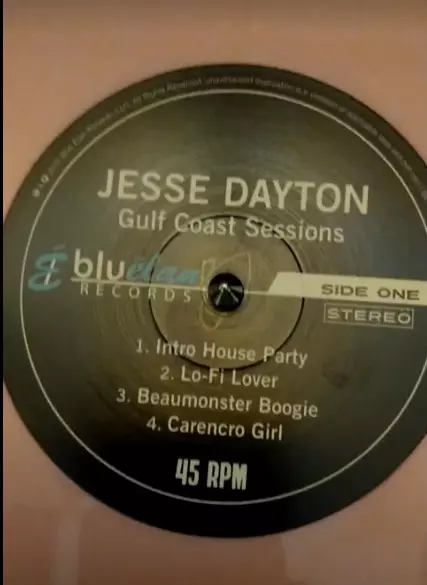 JESSE DAYTON
Gulf Coast Sessions
É bluélan
RECORDS
SIDE ONE
STEREO
1. Intro House Party
2. Lo-Fi Lover
3. Beaumonster Boogie
4. Carencro Girl
45 RPM